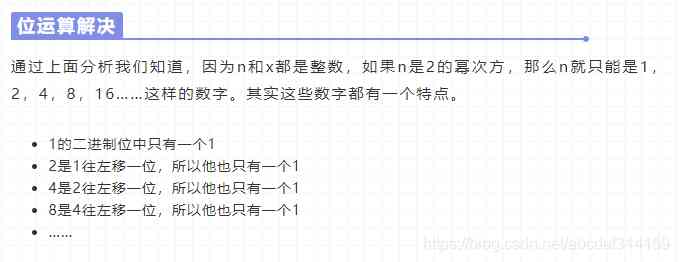 位运算解决
通过上面分析我们知道，因为n和x都是整数，如果n是2的幂次方，那么n就只能是1，
2，4，8，16……这样的数字。其实这些数字都有一个特点。
1的二进制位中只有一个1
2是1往左移一位，所以他也只有一个1
4是2往左移一位，所以他也只有一个1
8是4往左移一位，所以他也只有一个1
……